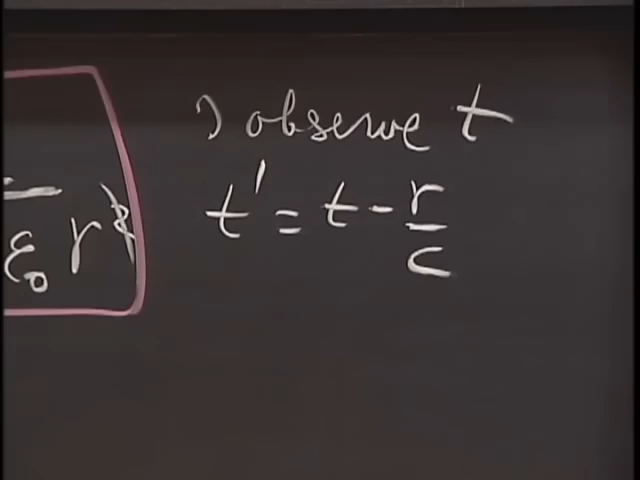 I observe t
t' = t - r/c
ε₀ r²